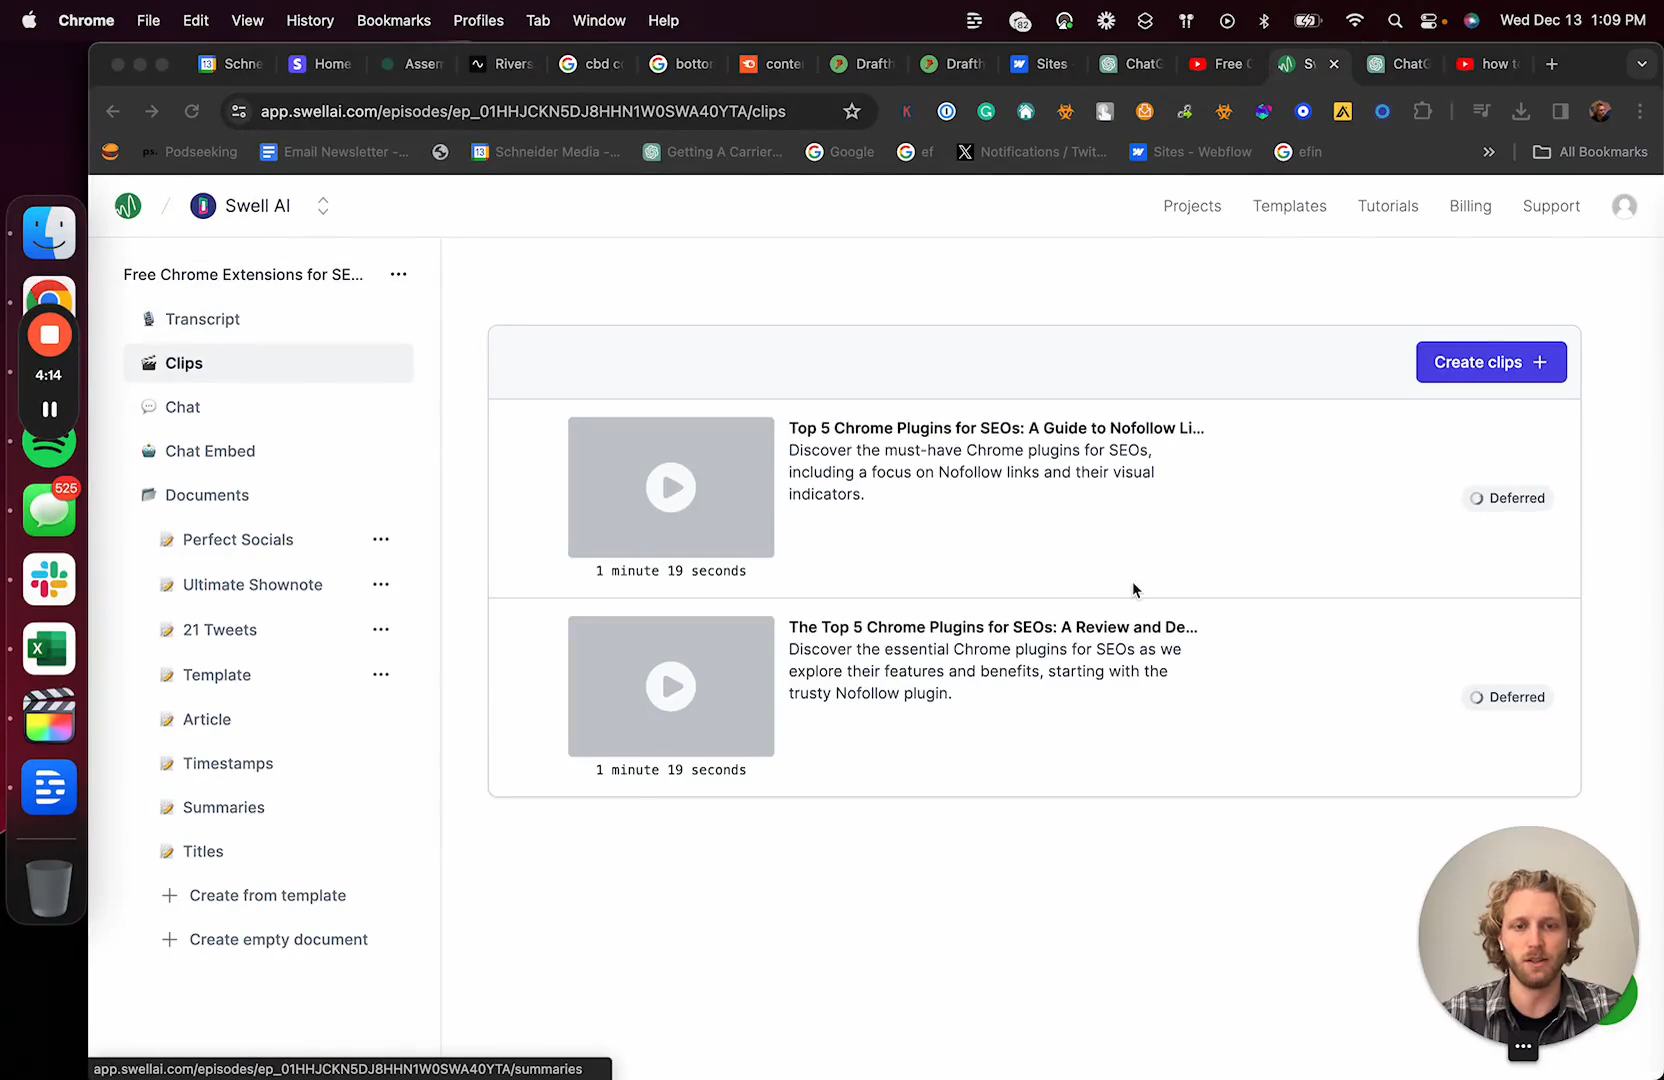 Chrome File Edit View History Bookmarks Profiles Tab Window Help 82 Wed Dec 13 1:09 PM
13 Schne S Home Assem Rivers cbd co botto conte Drafth Drafth Sites ChatG Free C S ChatG how t
app.swellai.com/episodes/ep_01HHJCKN5DJ8HHN1W0SWA40YTA/clips
ps. Podseeking Email Newsletter -... 13 Schneider Media -... Getting A Carrier... Google ef Notifications / Twit... Sites - Webflow efin » All Bookmarks
/ Swell AI Projects Templates Tutorials Billing Support
Free Chrome Extensions for SE... ...
Transcript
Clips
Chat
Chat Embed
Documents
Perfect Socials ...
Ultimate Shownote ...
21 Tweets ...
Template ...
Article
Timestamps
Summaries
Titles
+ Create from template
+ Create empty document
4:14
525
Create clips +
Top 5 Chrome Plugins for SEOs: A Guide to Nofollow Li...
Discover the must-have Chrome plugins for SEOs,
including a focus on Nofollow links and their visual
indicators.
Deferred
1 minute 19 seconds
The Top 5 Chrome Plugins for SEOs: A Review and De...
Discover the essential Chrome plugins for SEOs as we
explore their features and benefits, starting with the
trusty Nofollow plugin.
Deferred
1 minute 19 seconds
app.swellai.com/episodes/ep_01HHJCKN5DJ8HHN1W0SWA40YTA/summaries